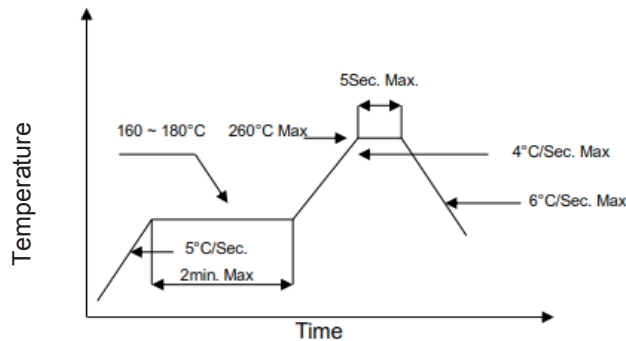 5Sec. Max.
160 ~ 180°C
260°C Max
4°C/Sec. Max
6°C/Sec. Max
5°C/Sec.
2min. Max
Temperature
Time